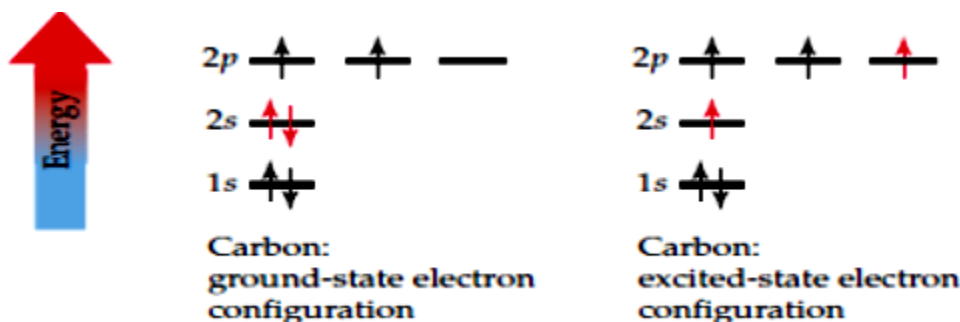 Energy
2p
2s
1s
Carbon:
ground-state electron
configuration
2p
2s
1s
Carbon:
excited-state electron
configuration